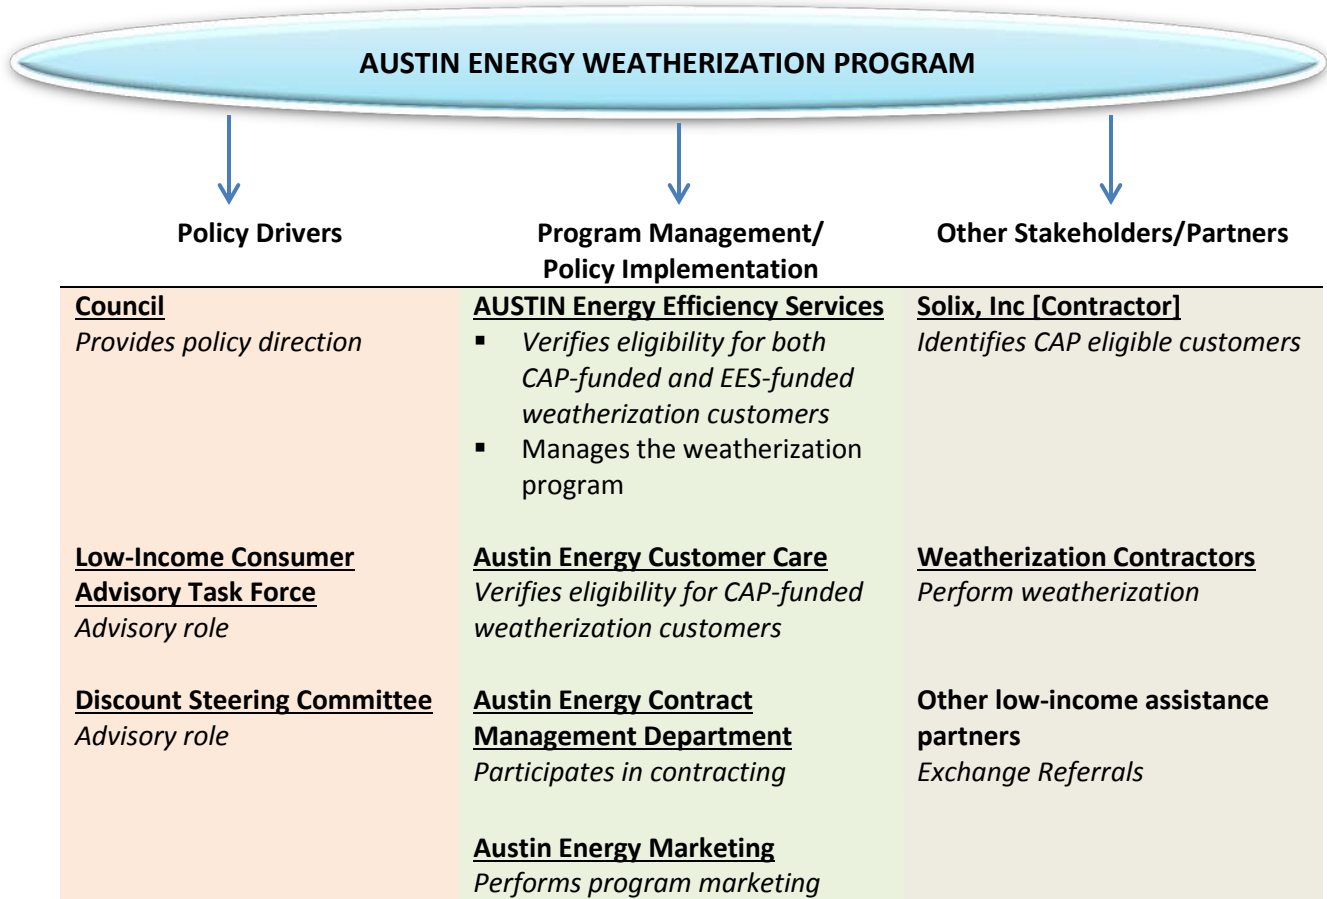 AUSTIN ENERGY WEATHERIZATION PROGRAM
Policy Drivers
Program Management/
Policy Implementation
Other Stakeholders/Partners
Council
Provides policy direction
Low-Income Consumer
Advisory Task Force
Advisory role
Discount Steering Committee
Advisory role
AUSTIN Energy Efficiency Services
▪ Verifies eligibility for both
CAP-funded and EES-funded
weatherization customers
▪ Manages the weatherization
program
Austin Energy Customer Care
Verifies eligibility for CAP-funded
weatherization customers
Austin Energy Contract
Management Department
Participates in contracting
Austin Energy Marketing
Performs program marketing
Solix, Inc [Contractor]
Identifies CAP eligible customers
Weatherization Contractors
Perform weatherization
Other low-income assistance
partners
Exchange Referrals